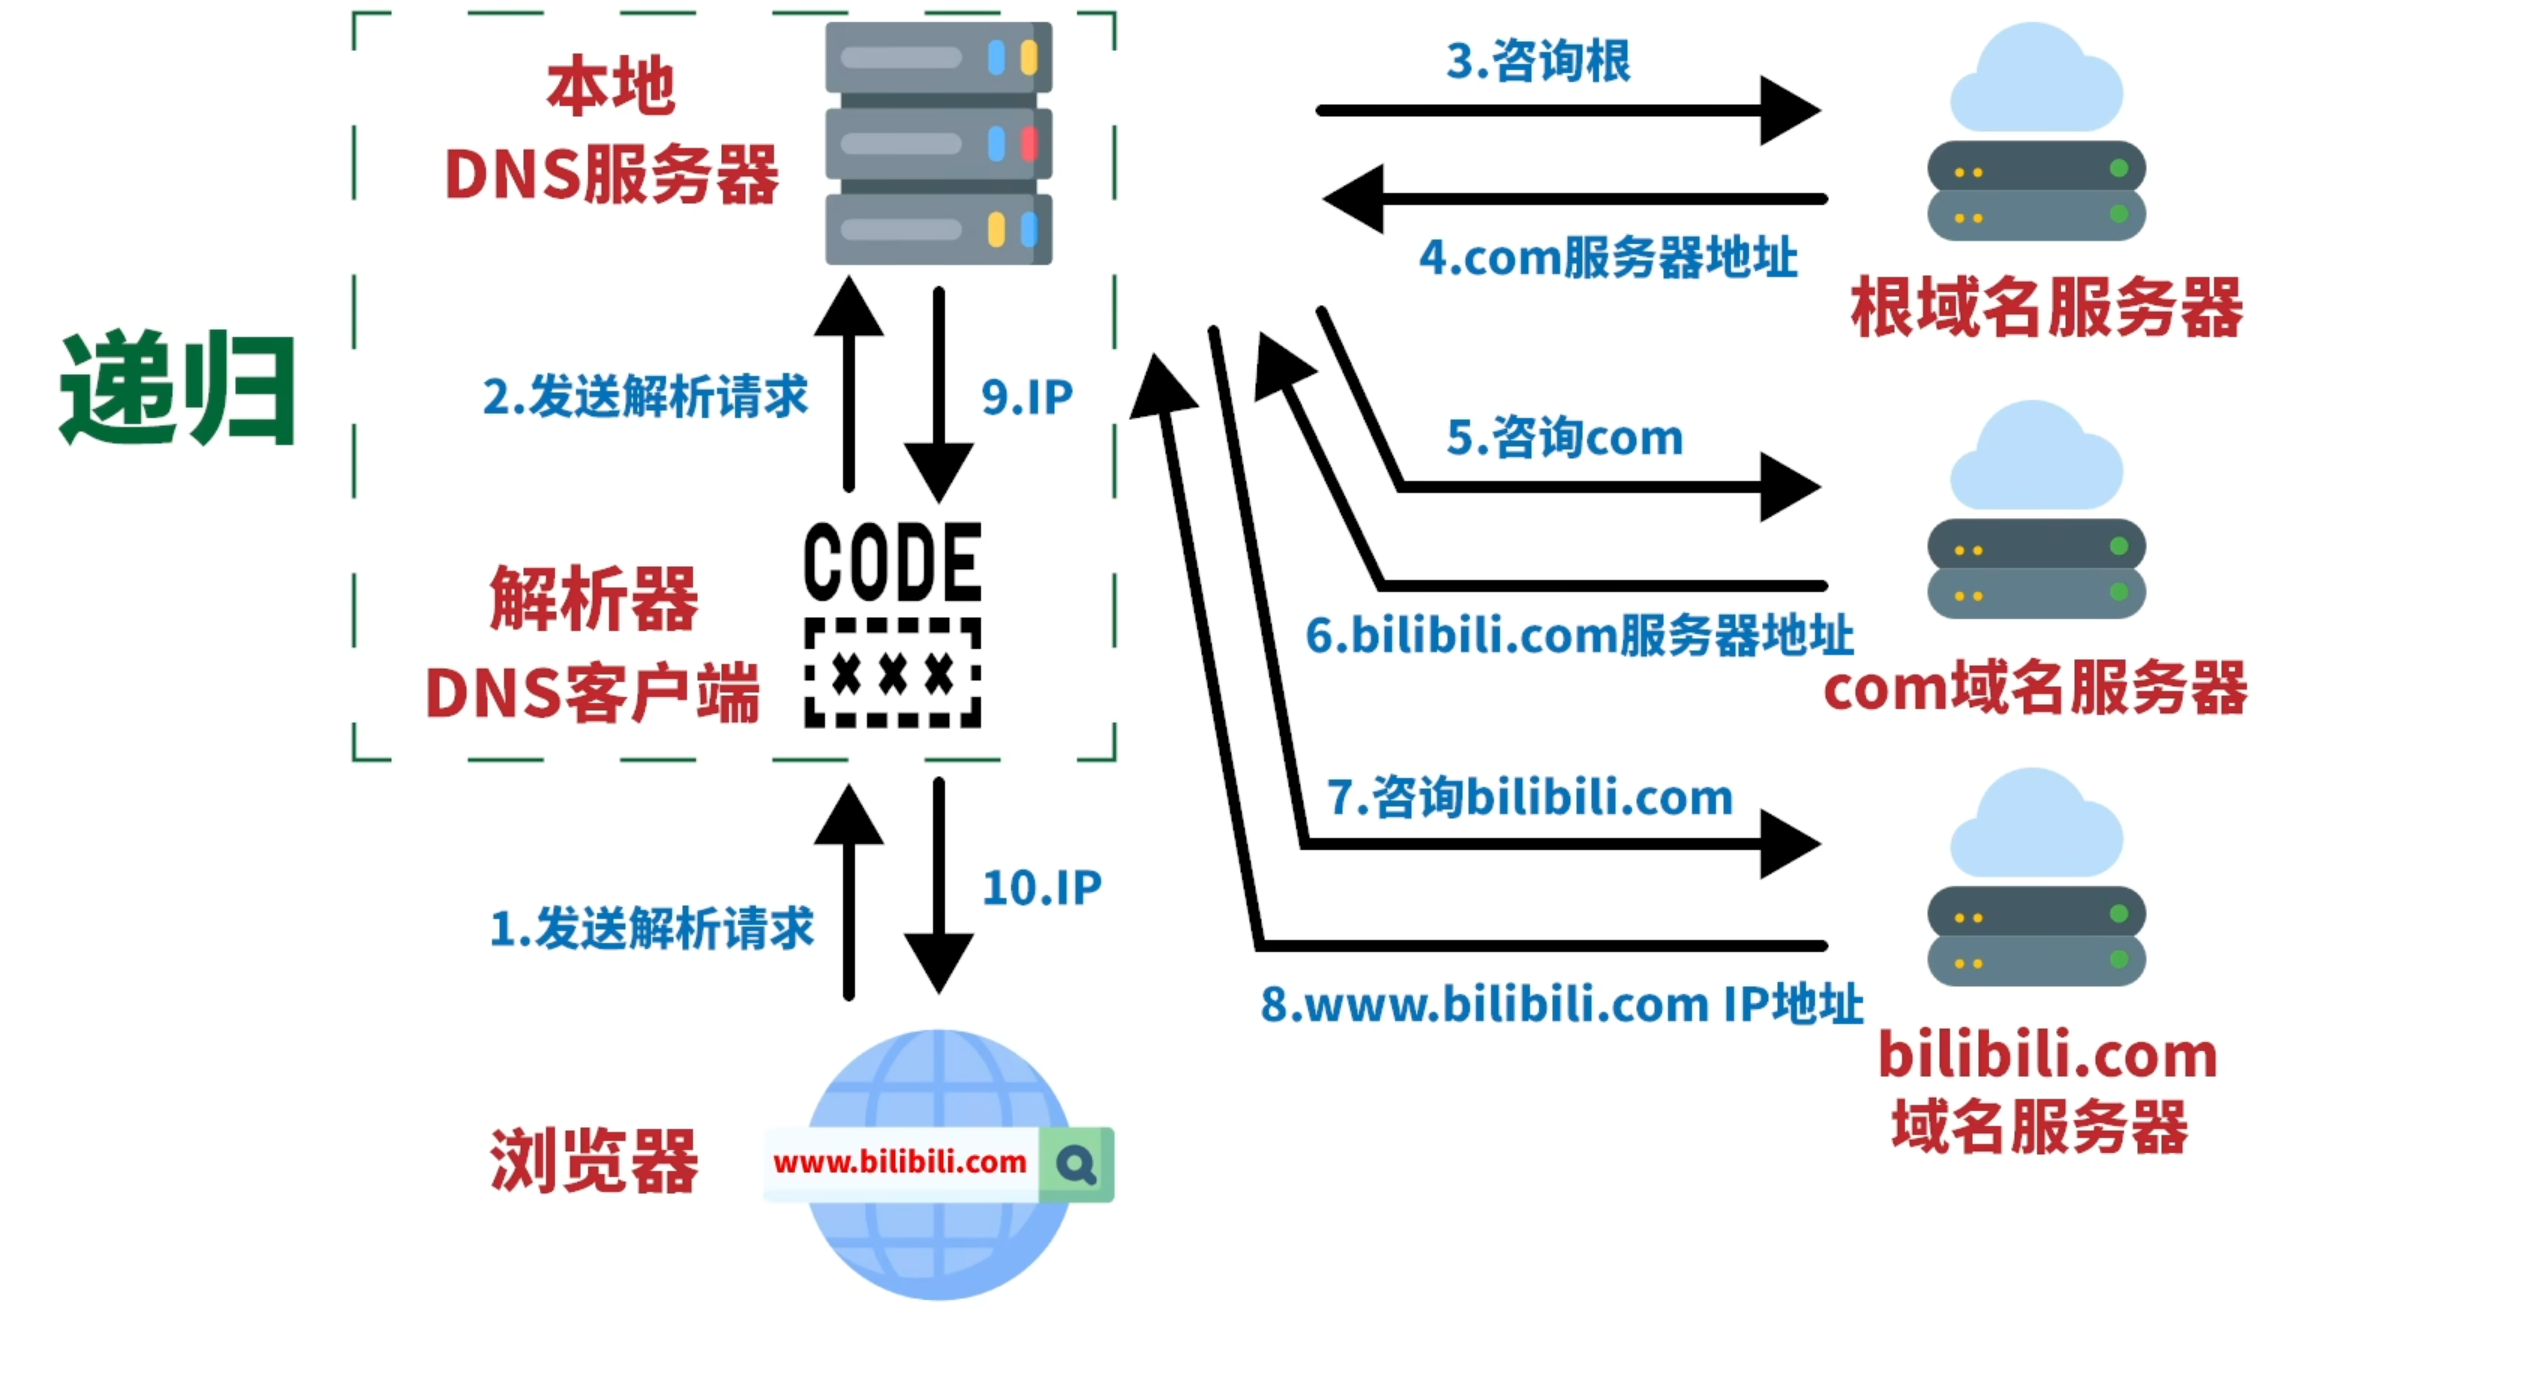 递归
本地
DNS服务器
2.发送解析请求
9.IP
CODE
解析器
DNS客户端
1.发送解析请求
10.IP
浏览器
www.bilibili.com
3.咨询根
4.com服务器地址
根域名服务器
5.咨询com
6.bilibili.com服务器地址
com域名服务器
7.咨询bilibili.com
8.www.bilibili.com IP地址
bilibili.com
域名服务器